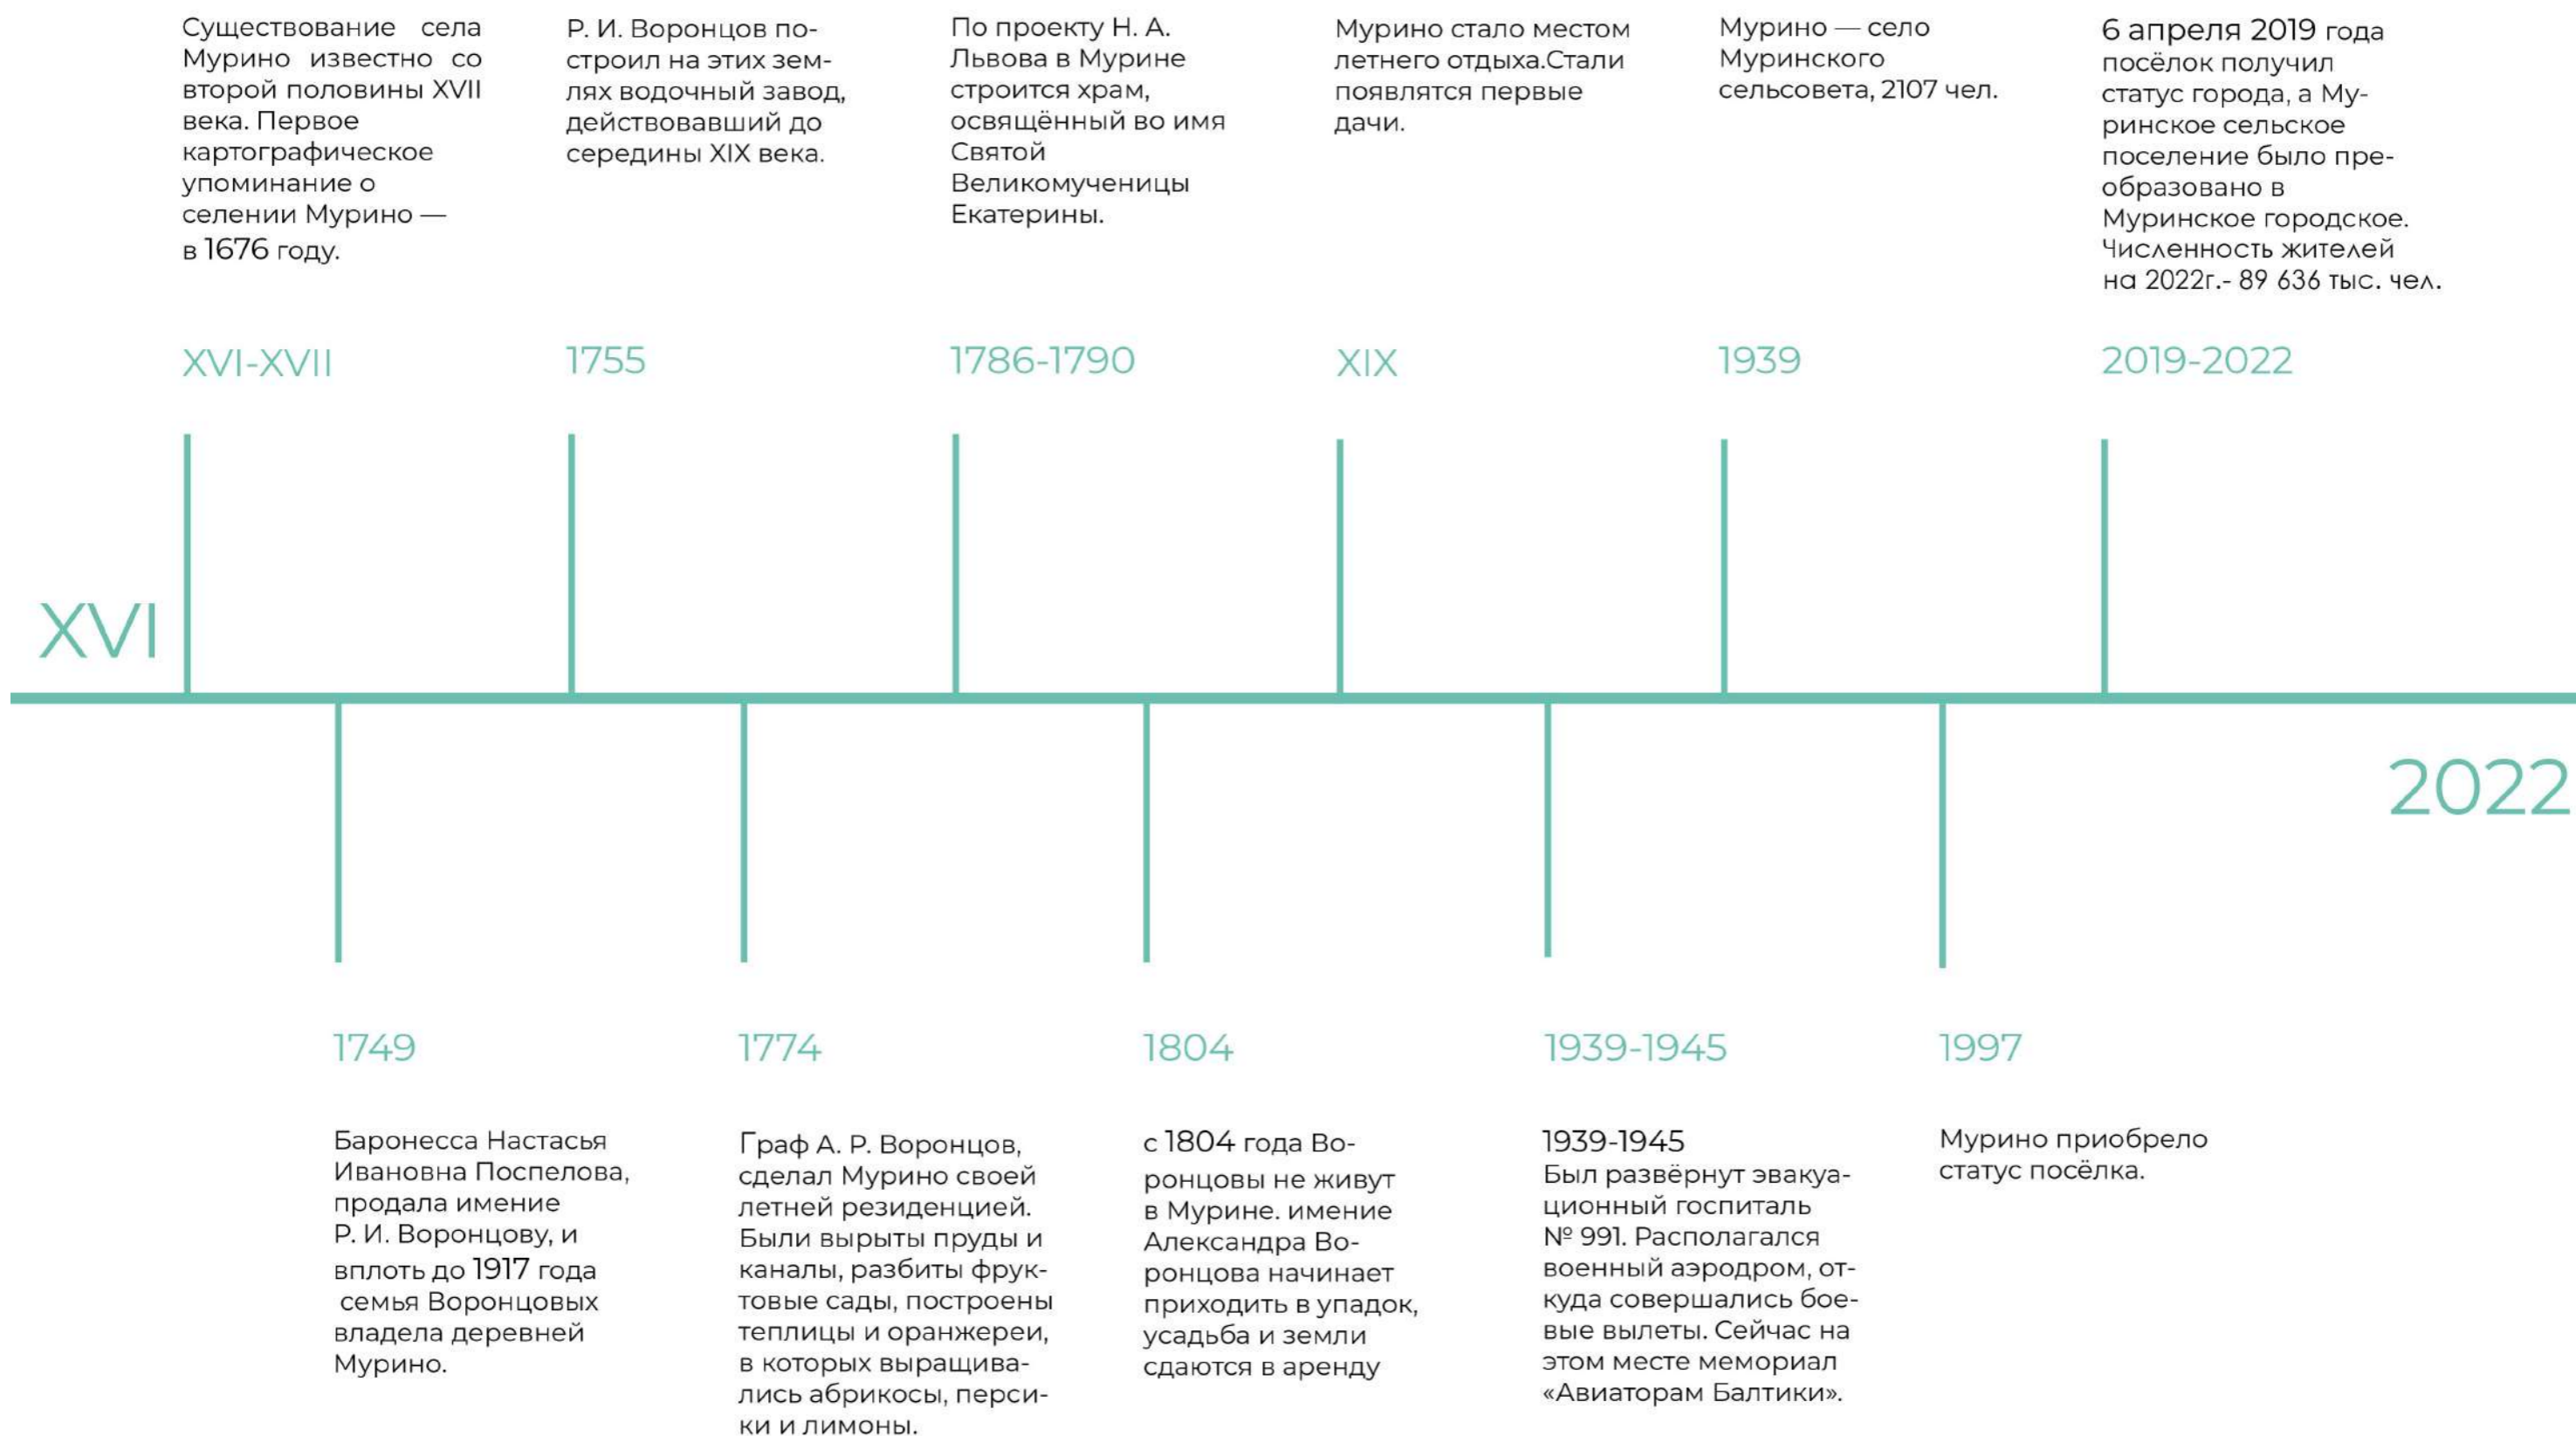 Существование села
Мурино известно со
второй половины XVII
века. Первое
картографическое
упоминание о
селении Мурино —
в 1676 году.
Р. И. Воронцов по-
строил на этих зем-
лях водочный завод,
действовавший до
середины XIX века.
По проекту Н. А.
Львова в Мурине
строится храм,
освящённый во имя
Святой
Великомученицы
Екатерины.
Мурино стало местом
летнего отдыха.Стали
появлятся первые
дачи.
Мурино — село
Муринского
сельсовета, 2107 чел.
6 апреля 2019 года
посёлок получил
статус города, а Му-
ринское сельское
поселение было пре-
образовано в
Муринское городское.
Численность жителей
на 2022г.- 89 636 тыс. чел.
XVI-XVII
1755
1786-1790
XIX
1939
2019-2022
XVI
2022
1749
1774
1804
1939-1945
1997
Баронесса Настасья
Ивановна Поспелова,
продала имение
Р. И. Воронцову, и
вплоть до 1917 года
семья Воронцовых
владела деревней
Мурино.
Граф А. Р. Воронцов,
сделал Мурино своей
летней резиденцией.
Были вырыты пруды и
каналы, разбиты фрук-
товые сады, построены
теплицы и оранжереи,
в которых выращива-
лись абрикосы, перси-
ки и лимоны.
с 1804 года Во-
ронцовы не живут
в Мурине. имение
Александра Во-
ронцова начинает
приходить в упадок,
усадьба и земли
сдаются в аренду
1939-1945
Был развёрнут эвакуа-
ционный госпиталь
№ 991. Располагался
военный аэродром, от-
куда совершались бое-
вые вылеты. Сейчас на
этом месте мемориал
«Авиаторам Балтики».
Мурино приобрело
статус посёлка.